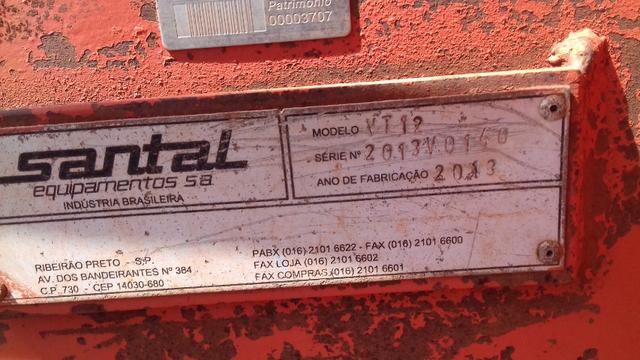 Patrimônio
00003707
santal
equipamentos s.a.
INDÚSTRIA BRASILEIRA
MODELO VT12
SÉRIE Nº 2013V0140
ANO DE FABRICAÇÃO 2013
RIBEIRÃO PRETO - S.P.
AV. DOS BANDEIRANTES Nº 384
C.P. 730 - CEP 14030-680
PABX (016) 2101 6622 - FAX (016) 2101 6600
FAX LOJA (016) 2101 6602
FAX COMPRAS (016) 2101 6601